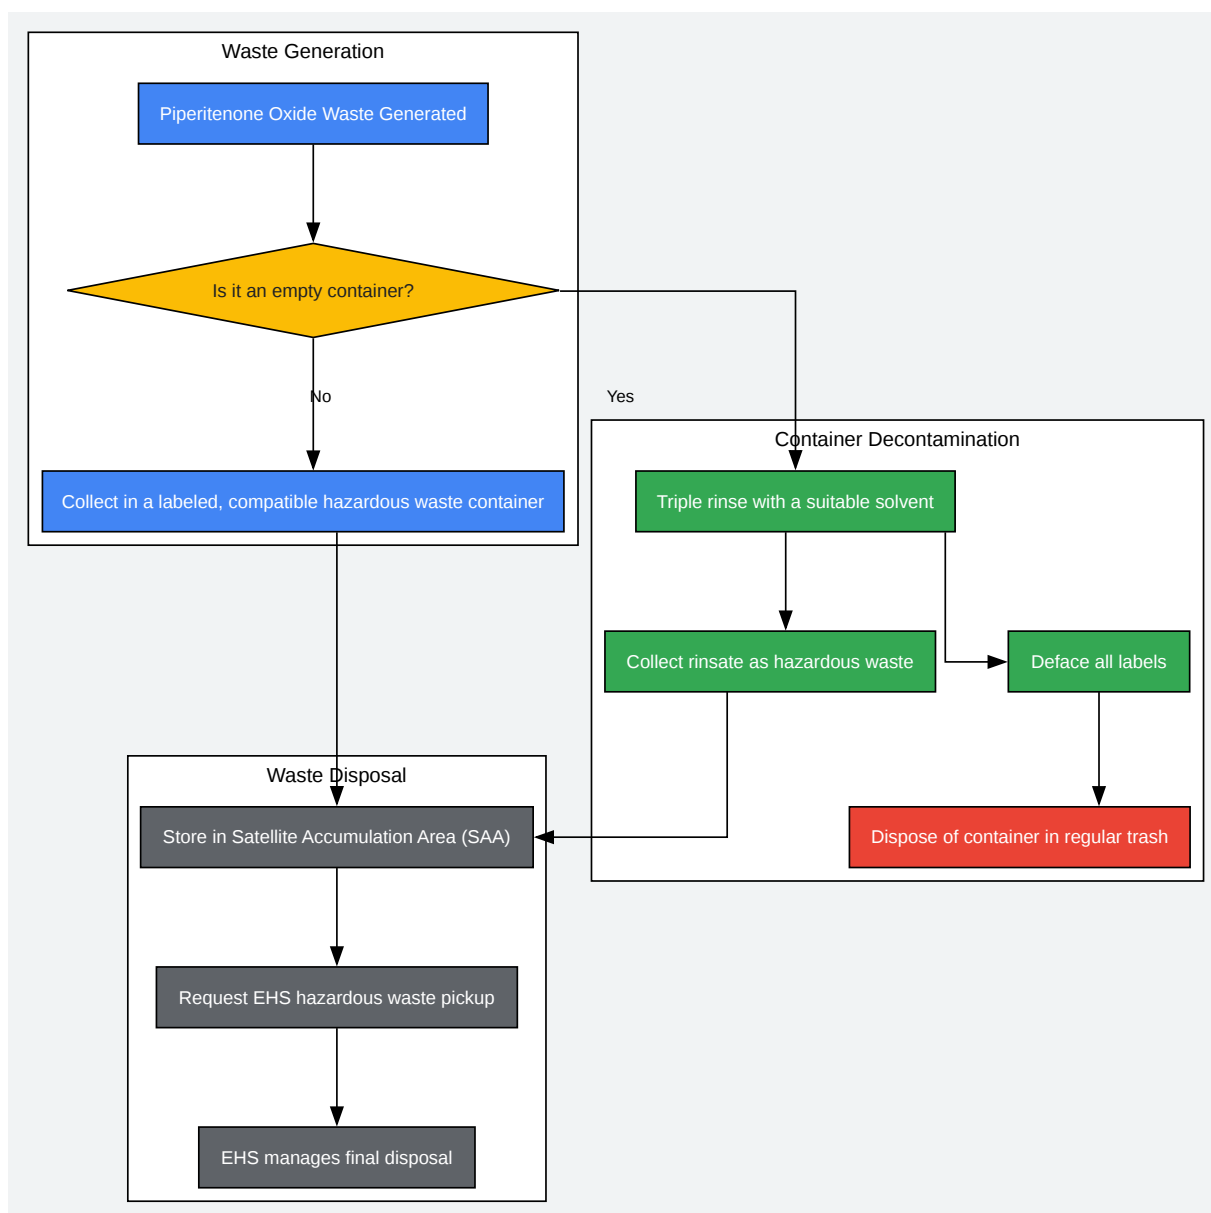 Waste Generation
Piperitenone Oxide Waste Generated
Is it an empty container?
No
Yes
Collect in a labeled, compatible hazardous waste container
Container Decontamination
Triple rinse with a suitable solvent
Collect rinsate as hazardous waste
Deface all labels
Dispose of container in regular trash
Waste Disposal
Store in Satellite Accumulation Area (SAA)
Request EHS hazardous waste pickup
EHS manages final disposal